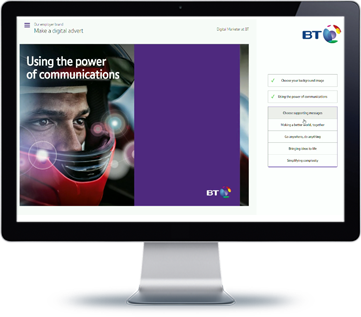 Our employer brand
Make a digital advert
Digital Marketer at BT
BT
Using the power
of communications
BT
Choose your background image
Using the power of communications
Choose supporting messages
Making a better world, together
Go anywhere, do anything
Bringing ideas to life
Simplifying complexity